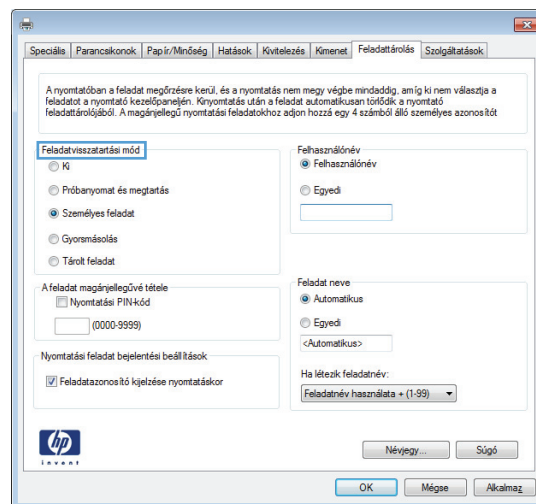 Speciális Parancsikonok Papír/Minőség Hatások Kivitelezés Kimenet Feladattárolás Szolgáltatások
A nyomtatóban a feladat megőrzésre kerül, és a nyomtatás nem megy végbe mindaddig, amíg ki nem választja a
feladatot a nyomtató kezelőpaneljén. Kinyomtatás után a feladat automatikusan törlődik a nyomtató
feladattárolójából. A magánjellegű nyomtatási feladatokhoz adjon hozzá egy 4 számból álló személyes azonosítót
Feladatvisszatartási mód
Ki
Próbanyomat és megtartás
Személyes feladat
Gyorsmásolás
Tárolt feladat
Felhasználónév
Felhasználónév
Egyedi
A feladat magánjellegűvé tétele
Nyomtatási PIN-kód
(0000-9999)
Nyomtatási feladat bejelentési beállítások
Feladatazonosító kijelzése nyomtatáskor
Feladat neve
Automatikus
Egyedi
<Automatikus>
Ha létezik feladatnév:
Feladatnév használata + (1-99)
hp
invent
Névjegy... Súgó
OK Mégse Alkalmaz